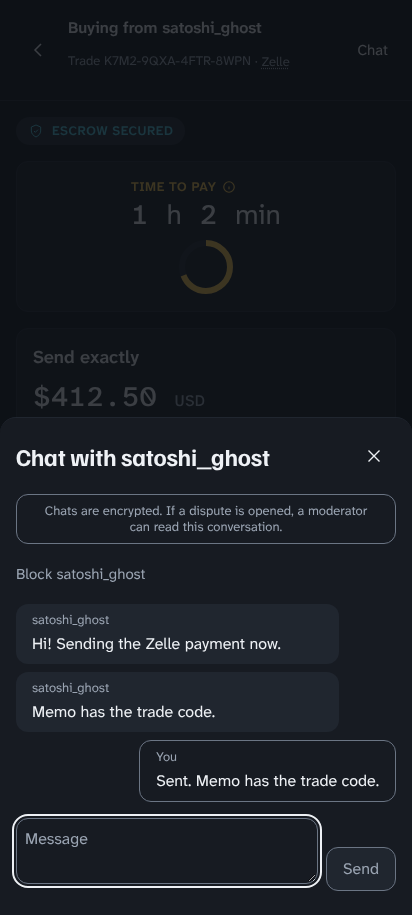 Buying from satoshi_ghost
Trade K7M2-9QXA-4FTR-8WPN · Zelle
Chat
ESCROW SECURED
TIME TO PAY
1 h 2 min
Send exactly
$412.50 USD
Chat with satoshi_ghost
Chats are encrypted. If a dispute is opened, a moderator
can read this conversation.
Block satoshi_ghost
satoshi_ghost
Hi! Sending the Zelle payment now.
satoshi_ghost
Memo has the trade code.
You
Sent. Memo has the trade code.
Message
Send